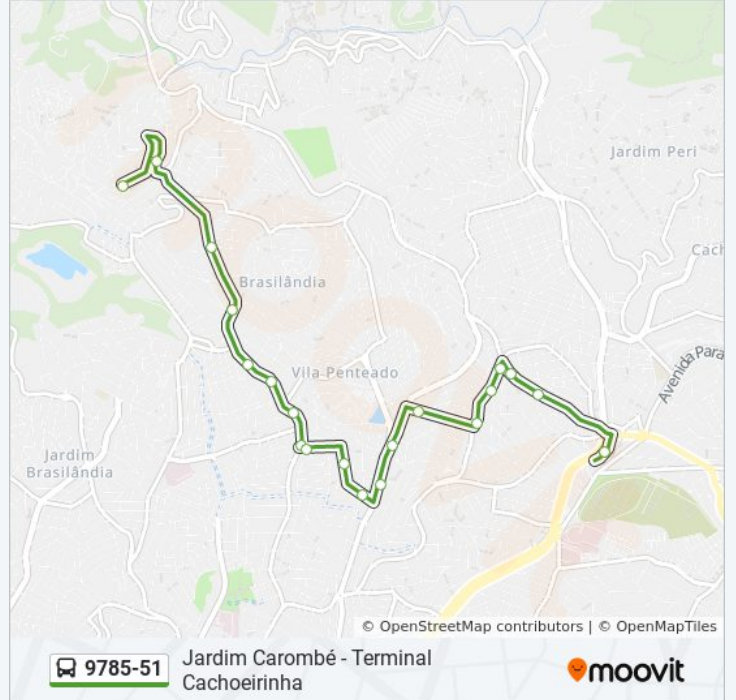 Jardim Peri
Cach
Brasilândia
Avenida Para
Vila Penteado
Jardim
Brasilândia
© OpenStreetMap contributors | © OpenMapTiles
9785-51
Jardim Carombé - Terminal
Cachoeirinha
moovit